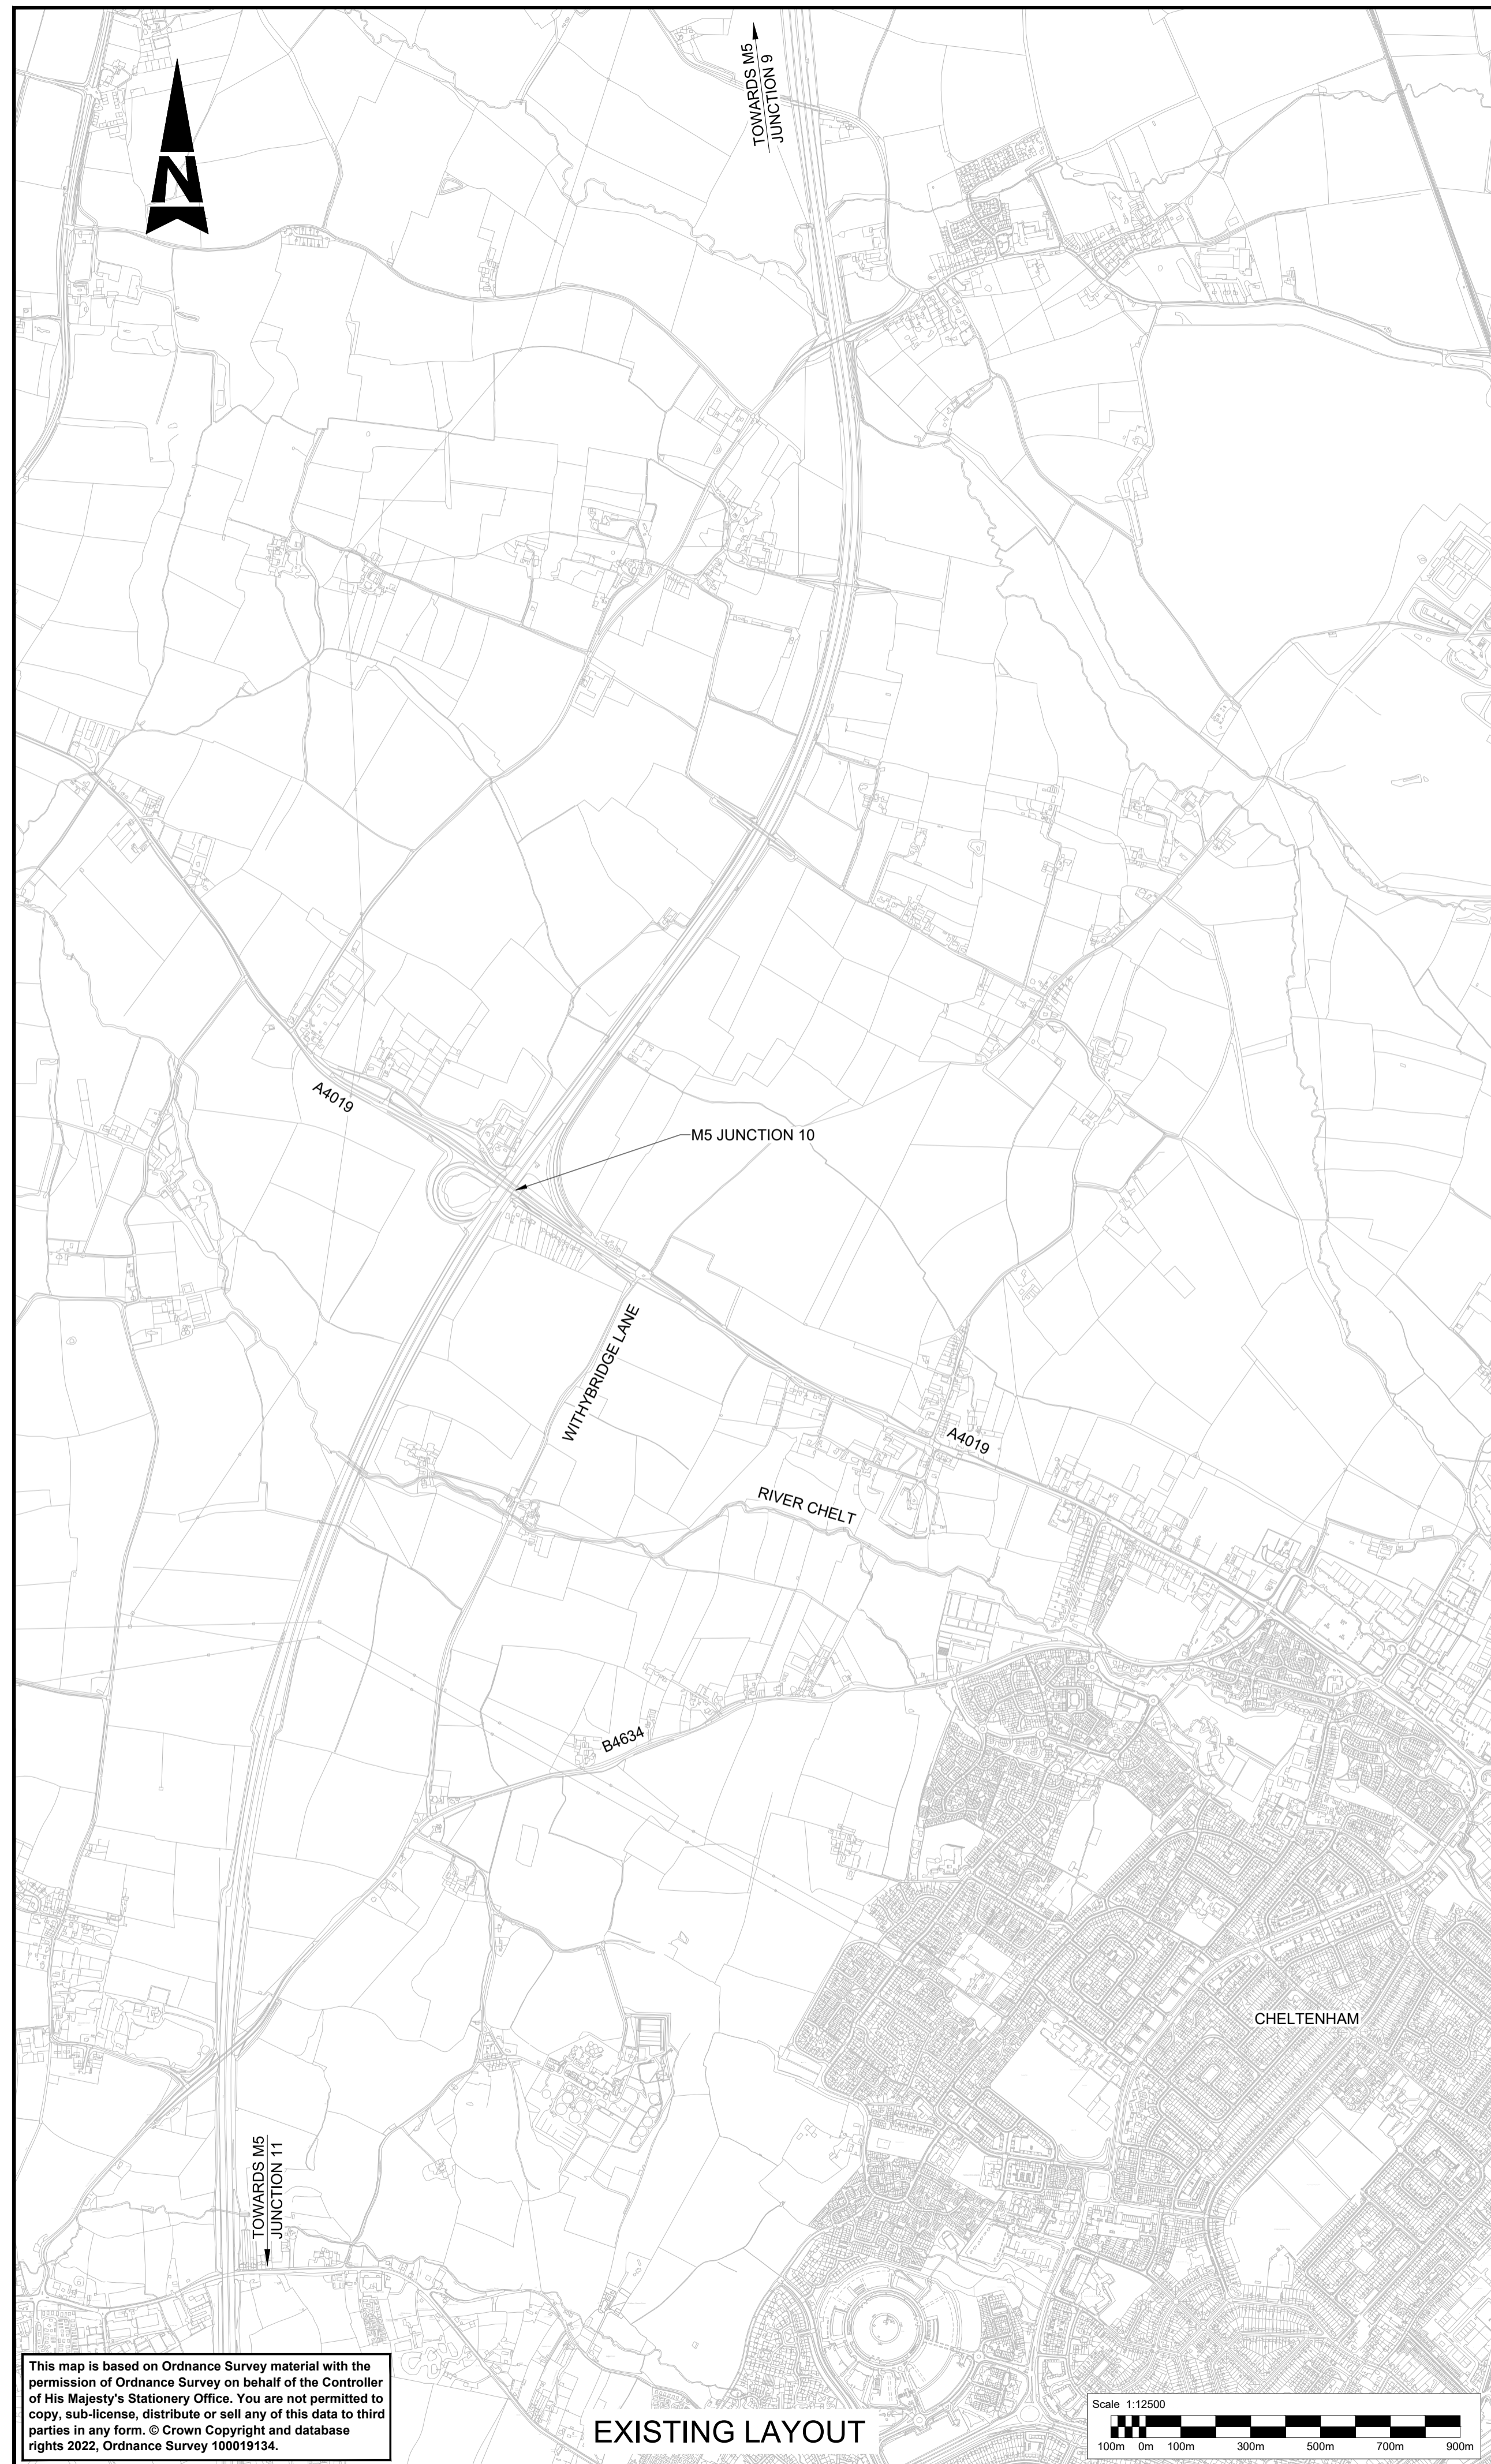 TOWARDS M5
JUNCTION 9
N
A4019
M5 JUNCTION 10
WITHYBRIDGE LANE
A4019
RIVER CHELT
B4634
CHELTENHAM
TOWARDS M5
JUNCTION 11
This map is based on Ordnance Survey material with the
permission of Ordnance Survey on behalf of the Controller
of His Majesty's Stationery Office. You are not permitted to
copy, sub-license, distribute or sell any of this data to third
parties in any form. © Crown Copyright and database
rights 2022, Ordnance Survey 100019134.
EXISTING LAYOUT
Scale 1:12500
100m 0m 100m 300m 500m 700m 900m